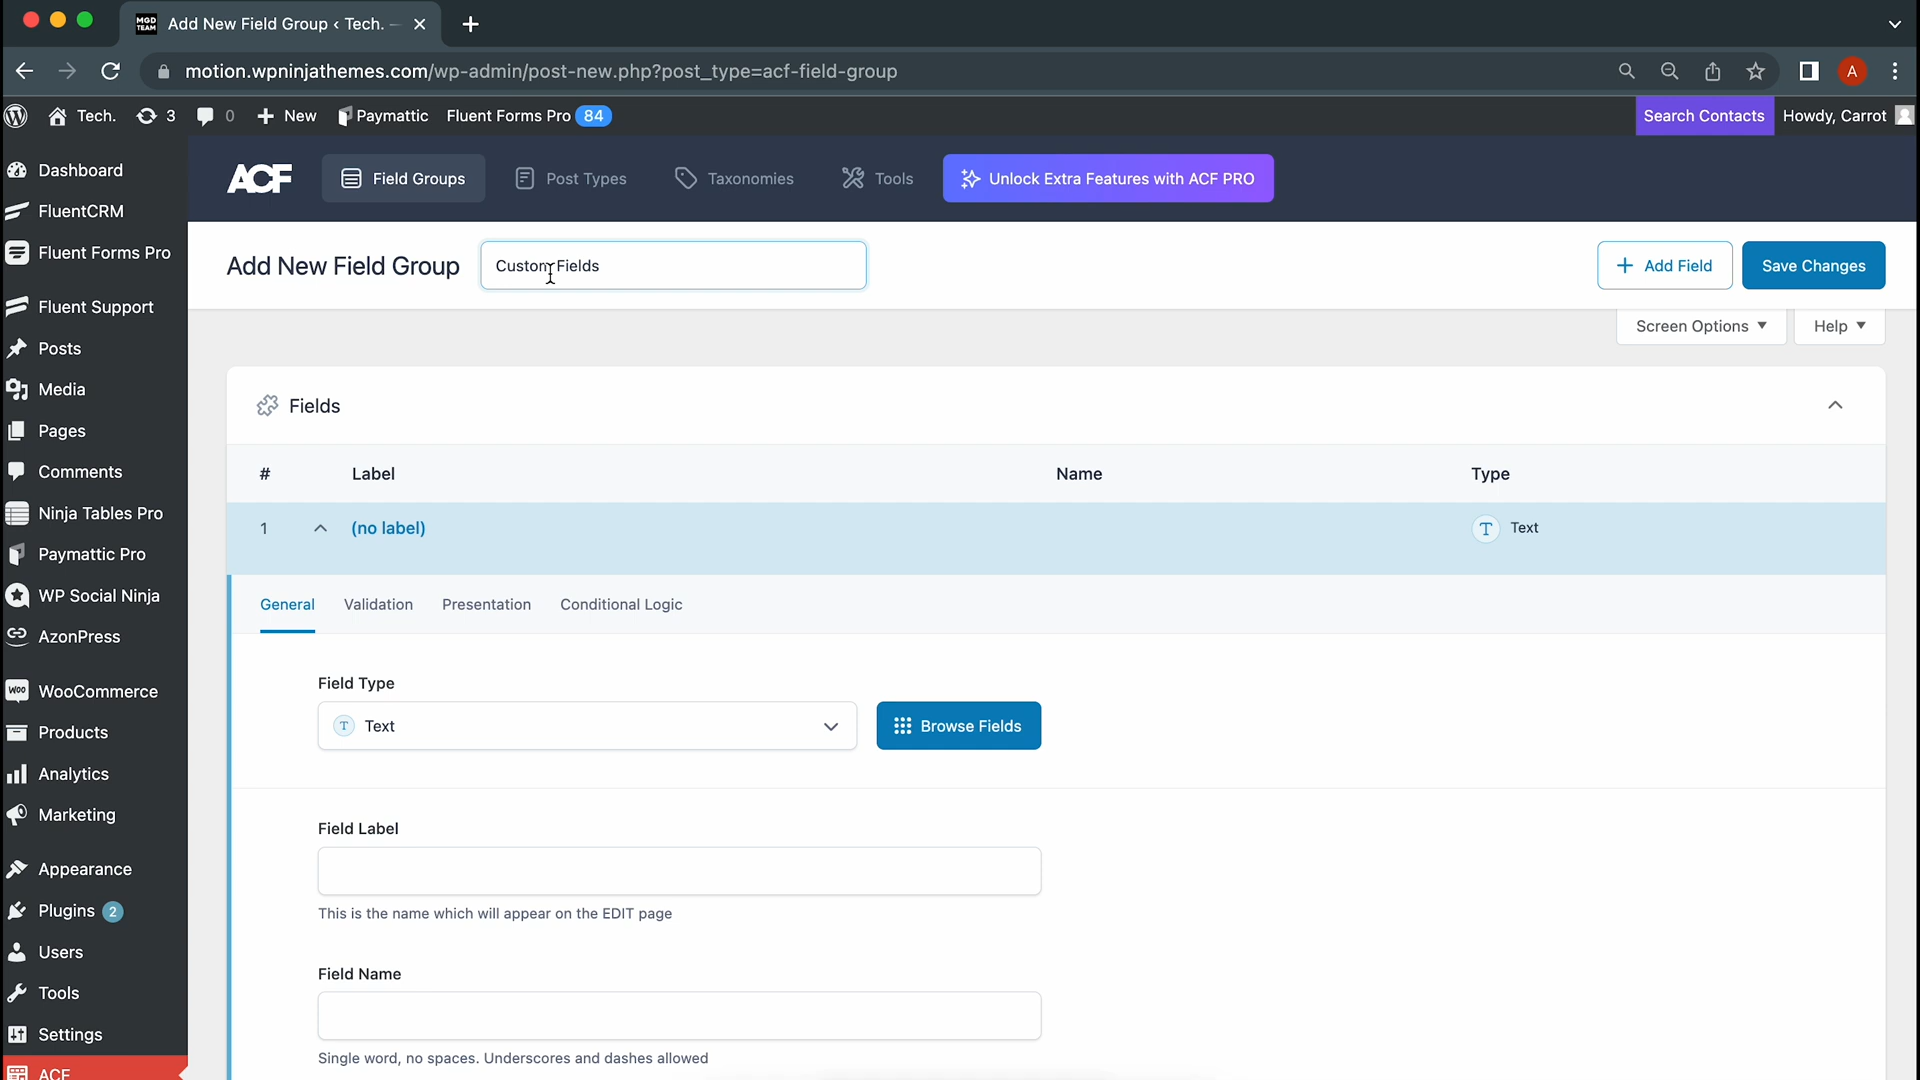 MGD
TEAM
Add New Field Group ‹ Tech. —
motion.wpninjathemes.com/wp-admin/post-new.php?post_type=acf-field-group
A
Tech.
3
0
New
Paymattic
Fluent Forms Pro 84
Search Contacts
Howdy, Carrot
Dashboard
FluentCRM
Fluent Forms Pro
Fluent Support
Posts
Media
Pages
Comments
Ninja Tables Pro
Paymattic Pro
WP Social Ninja
AzonPress
WOO WooCommerce
Products
Analytics
Marketing
Appearance
Plugins 2
Users
Tools
Settings
ACF
ACF
Field Groups
Post Types
Taxonomies
Tools
Unlock Extra Features with ACF PRO
Add New Field Group
Custom Fields
+ Add Field
Save Changes
Screen Options
Help
Fields
# Label Name Type
1 (no label) T Text
General Validation Presentation Conditional Logic
Field Type
T Text
Browse Fields
Field Label
This is the name which will appear on the EDIT page
Field Name
Single word, no spaces. Underscores and dashes allowed